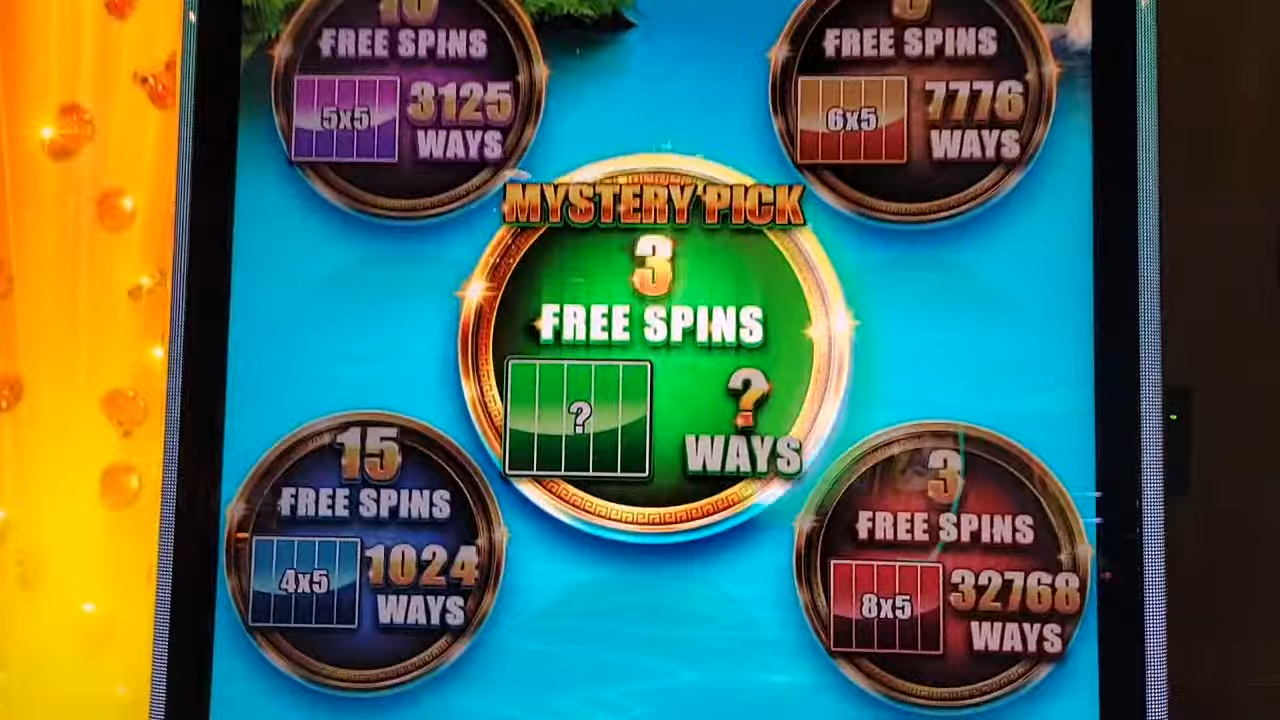 10
FREE SPINS
5x5
3125
WAYS
FREE SPINS
6x5
7776
WAYS
MYSTERY PICK
3
FREE SPINS
?
?
WAYS
15
FREE SPINS
4x5
1024
WAYS
3
FREE SPINS
8x5
32768
WAYS